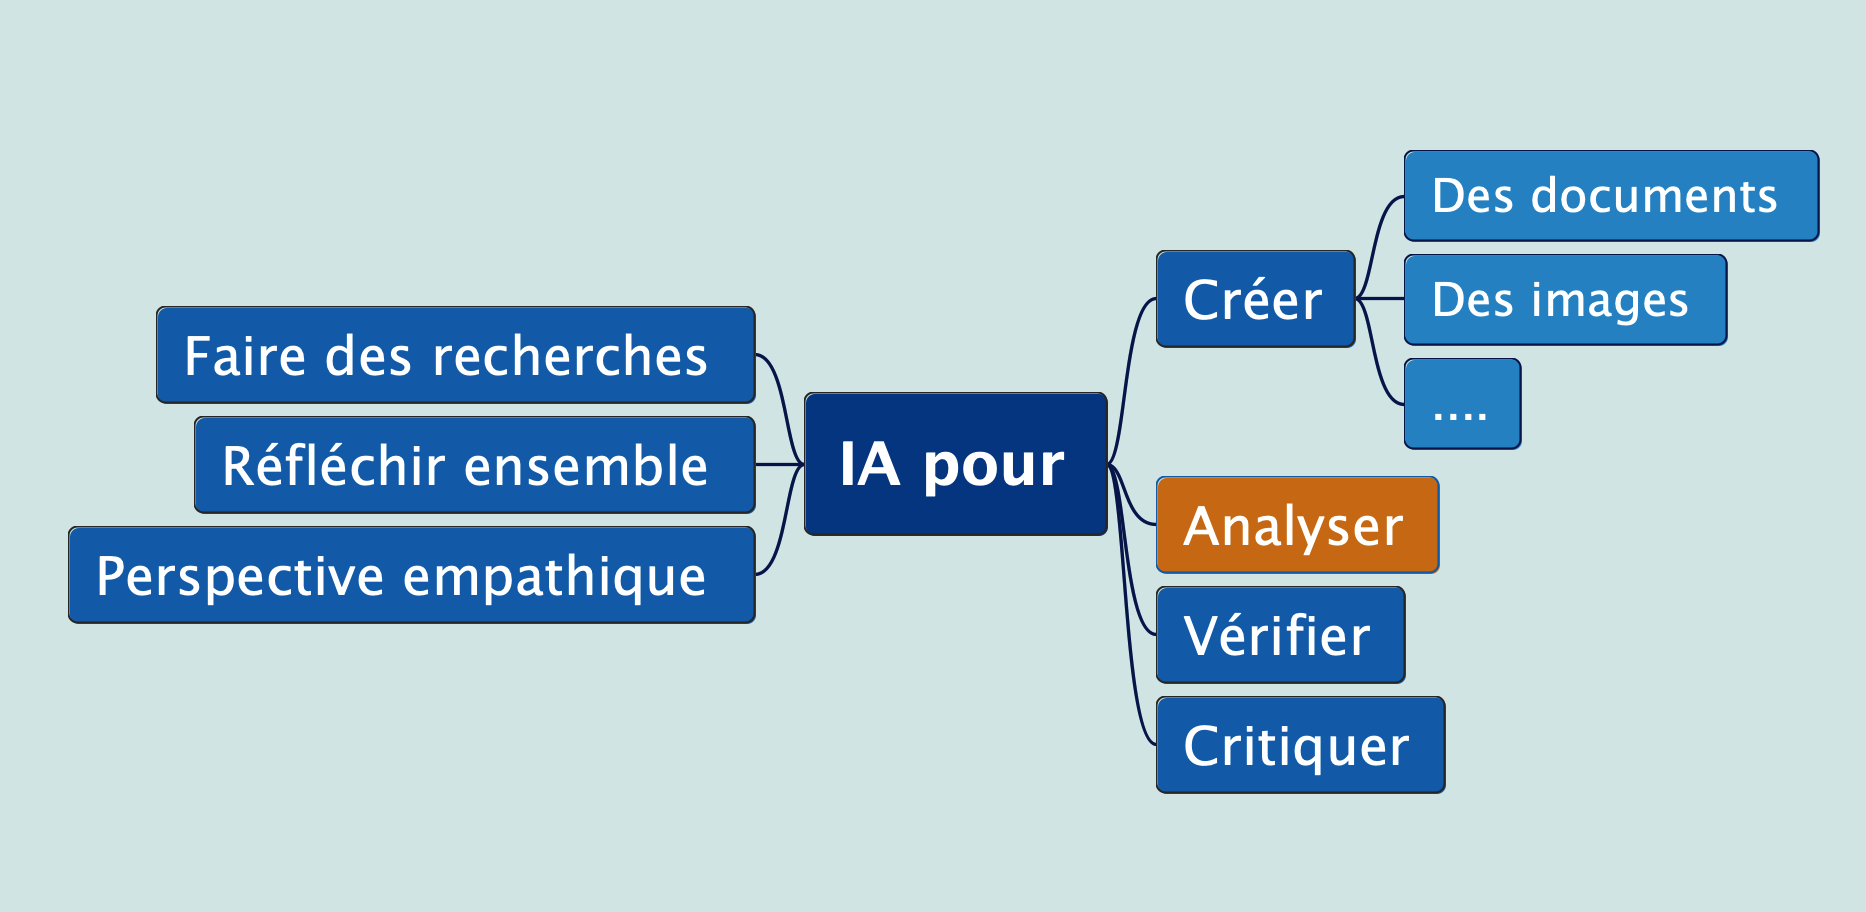 IA pour
Créer
Des documents
Des images
....
Analyser
Vérifier
Critiquer
Faire des recherches
Réfléchir ensemble
Perspective empathique